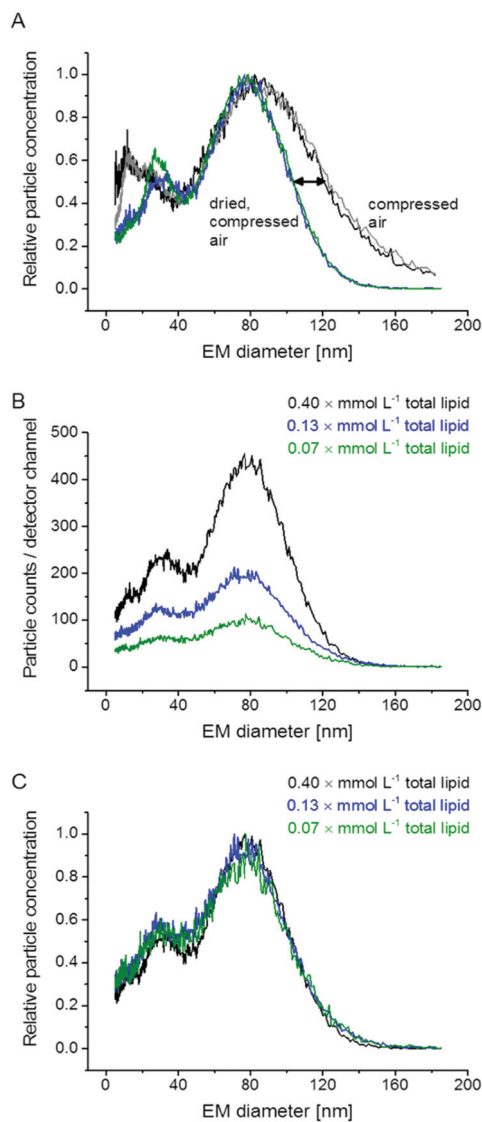 A
Relative particle concentration
1.0
0.8
0.6
0.4
0.2
0.0
dried,
compressed
air
compressed
air
0 40 80 120 160 200
EM diameter [nm]
B
0.40 × mmol L⁻¹ total lipid
0.13 × mmol L⁻¹ total lipid
0.07 × mmol L⁻¹ total lipid
Particle counts / detector channel
500
400
300
200
100
0
0 40 80 120 160 200
EM diameter [nm]
C
0.40 × mmol L⁻¹ total lipid
0.13 × mmol L⁻¹ total lipid
0.07 × mmol L⁻¹ total lipid
Relative particle concentration
1.0
0.8
0.6
0.4
0.2
0.0
0 40 80 120 160 200
EM diameter [nm]